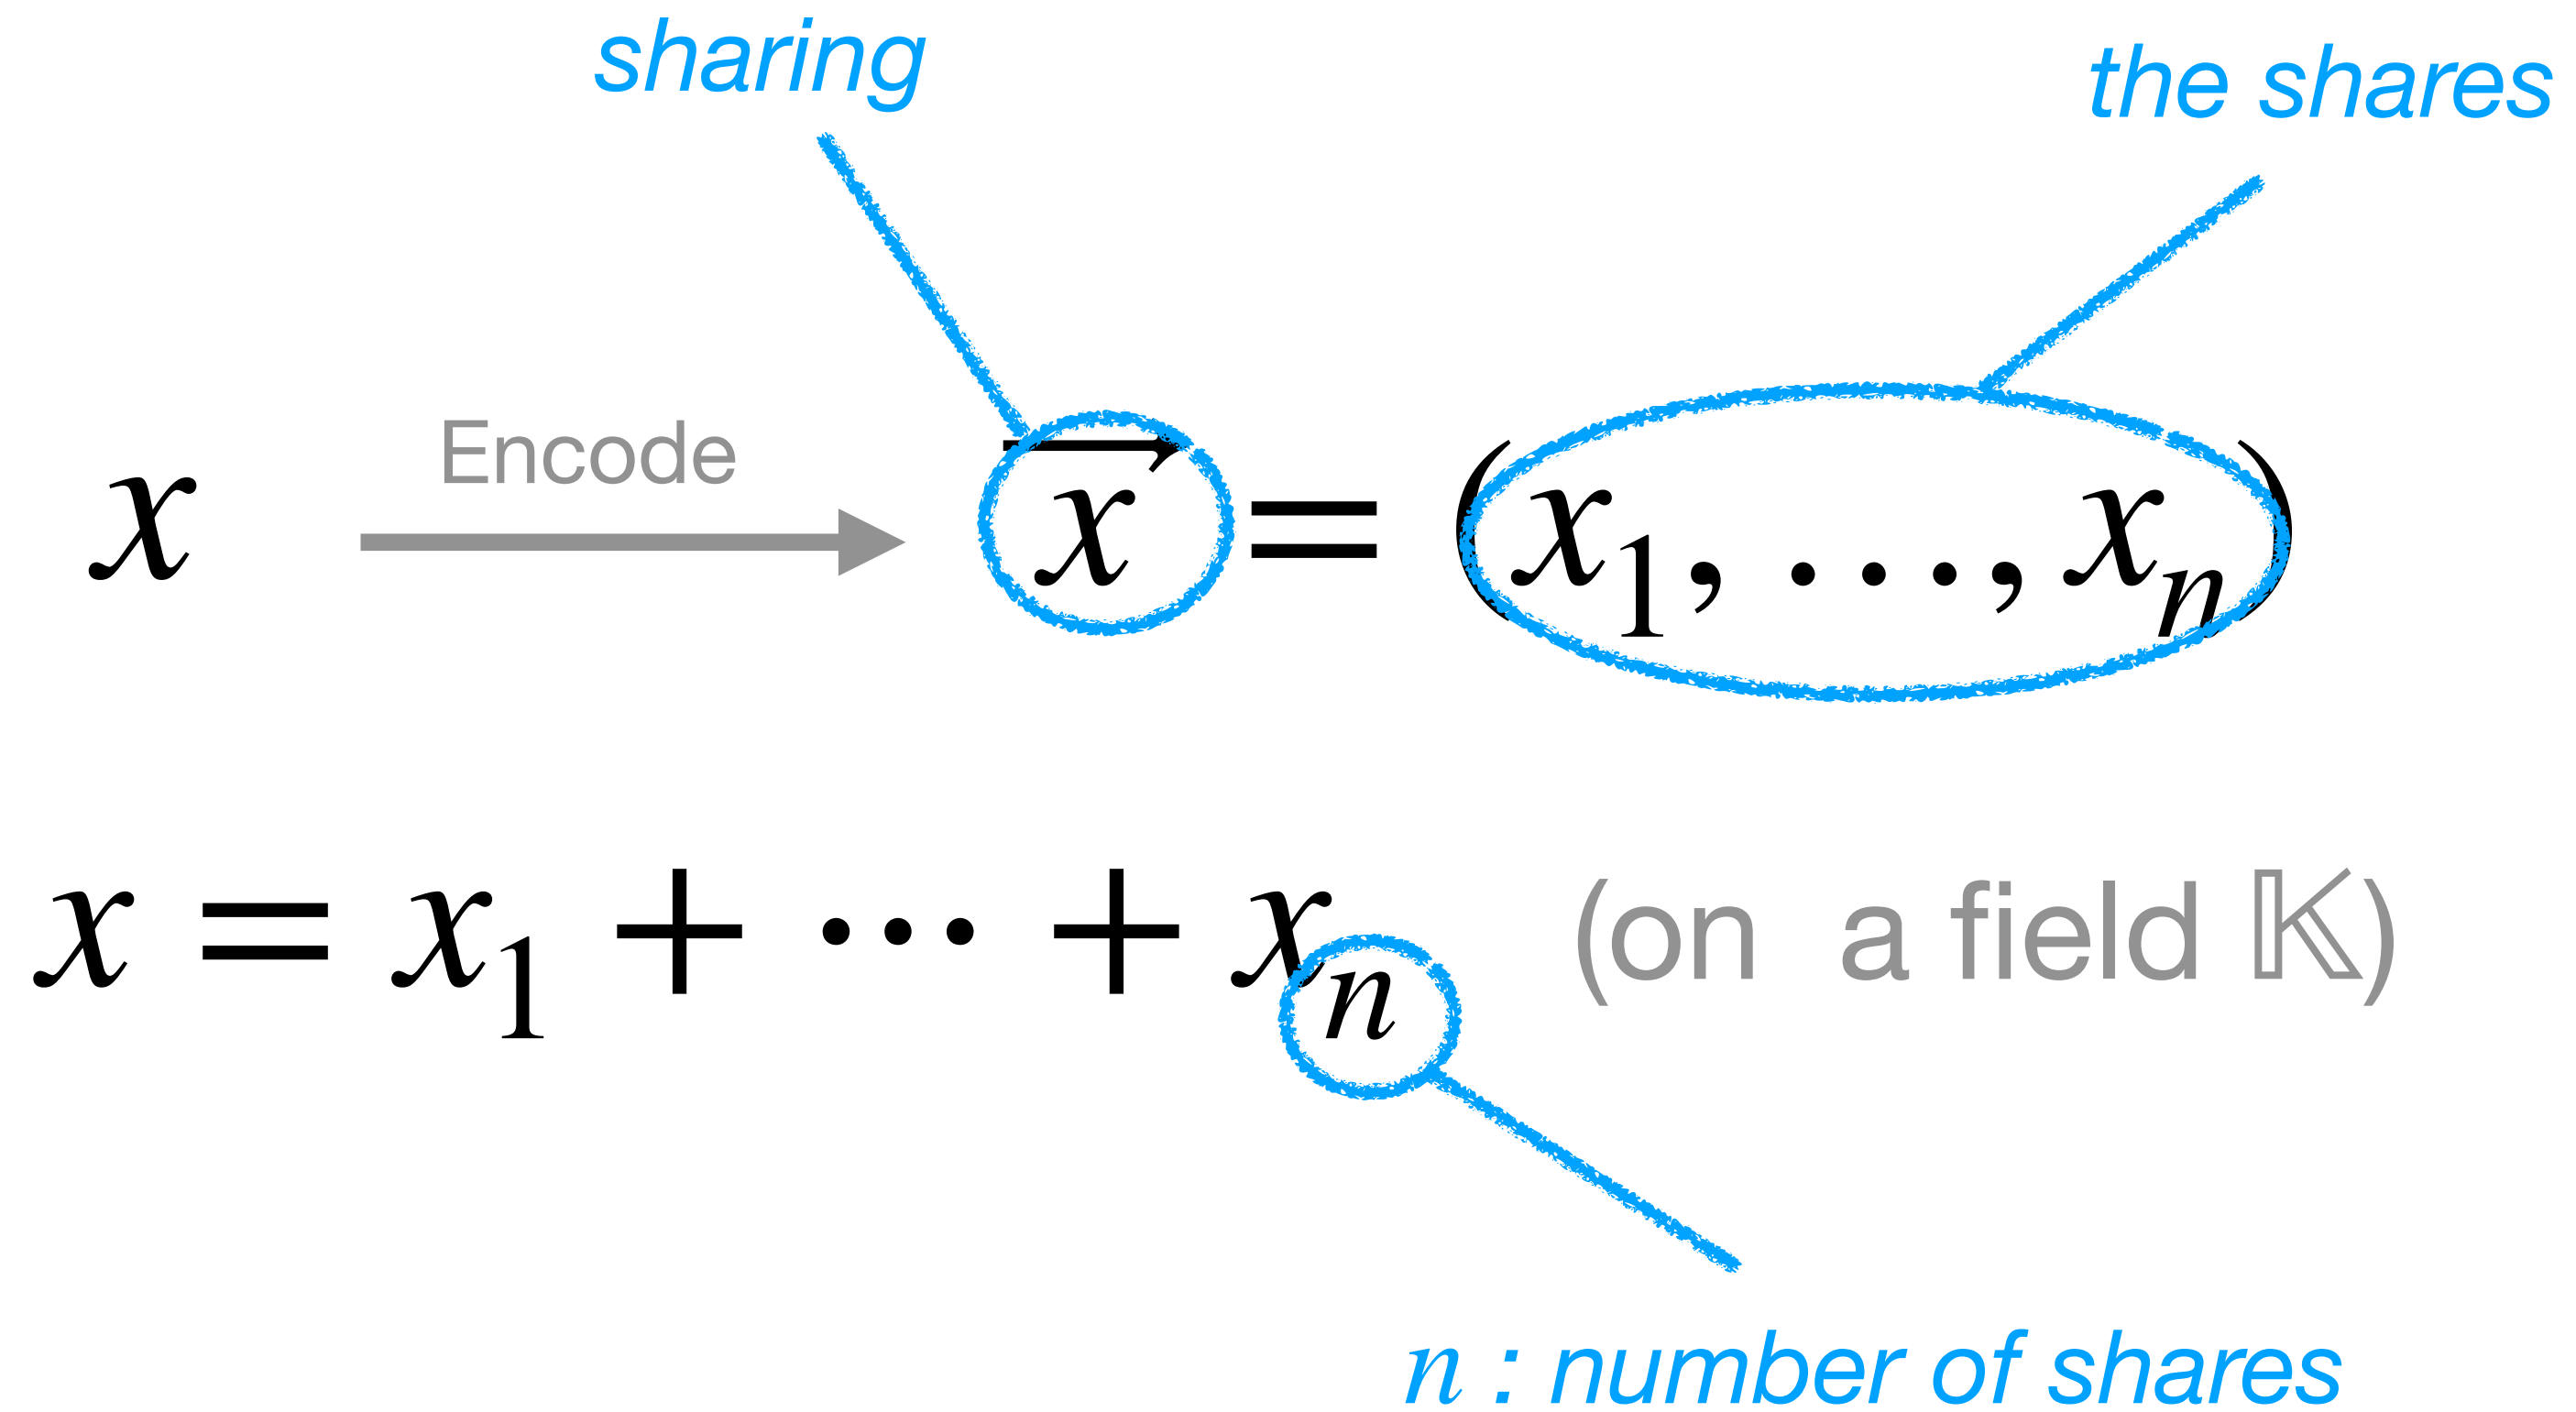 sharing
the shares
Encode
x → x⃗ = (x₁, …, xₙ)
x = x₁ + ⋯ + xₙ (on a field 𝕂)
n : number of shares